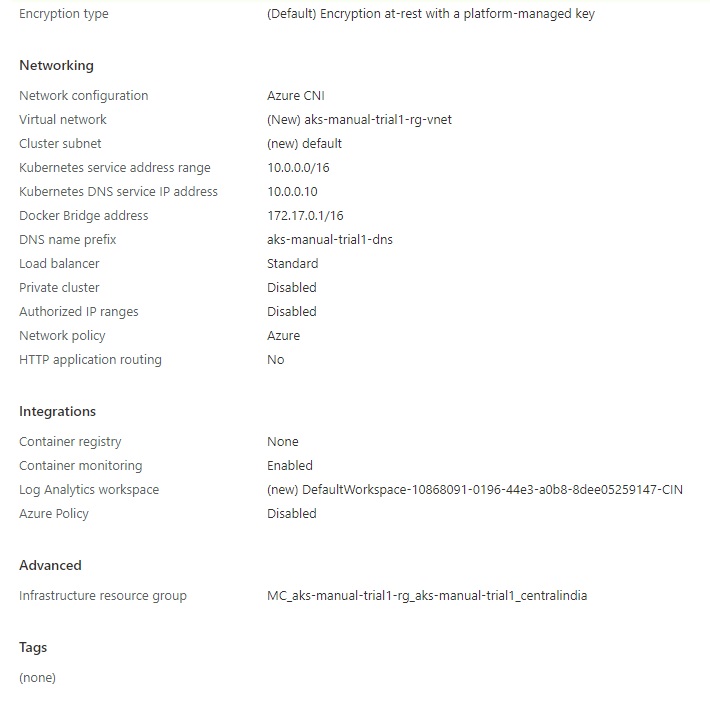 Encryption type (Default) Encryption at-rest with a platform-managed key
Networking
Network configuration Azure CNI
Virtual network (New) aks-manual-trial1-rg-vnet
Cluster subnet (new) default
Kubernetes service address range 10.0.0.0/16
Kubernetes DNS service IP address 10.0.0.10
Docker Bridge address 172.17.0.1/16
DNS name prefix aks-manual-trial1-dns
Load balancer Standard
Private cluster Disabled
Authorized IP ranges Disabled
Network policy Azure
HTTP application routing No
Integrations
Container registry None
Container monitoring Enabled
Log Analytics workspace (new) DefaultWorkspace-10868091-0196-44e3-a0b8-8dee05259147-CIN
Azure Policy Disabled
Advanced
Infrastructure resource group MC_aks-manual-trial1-rg_aks-manual-trial1_centralindia
Tags
(none)